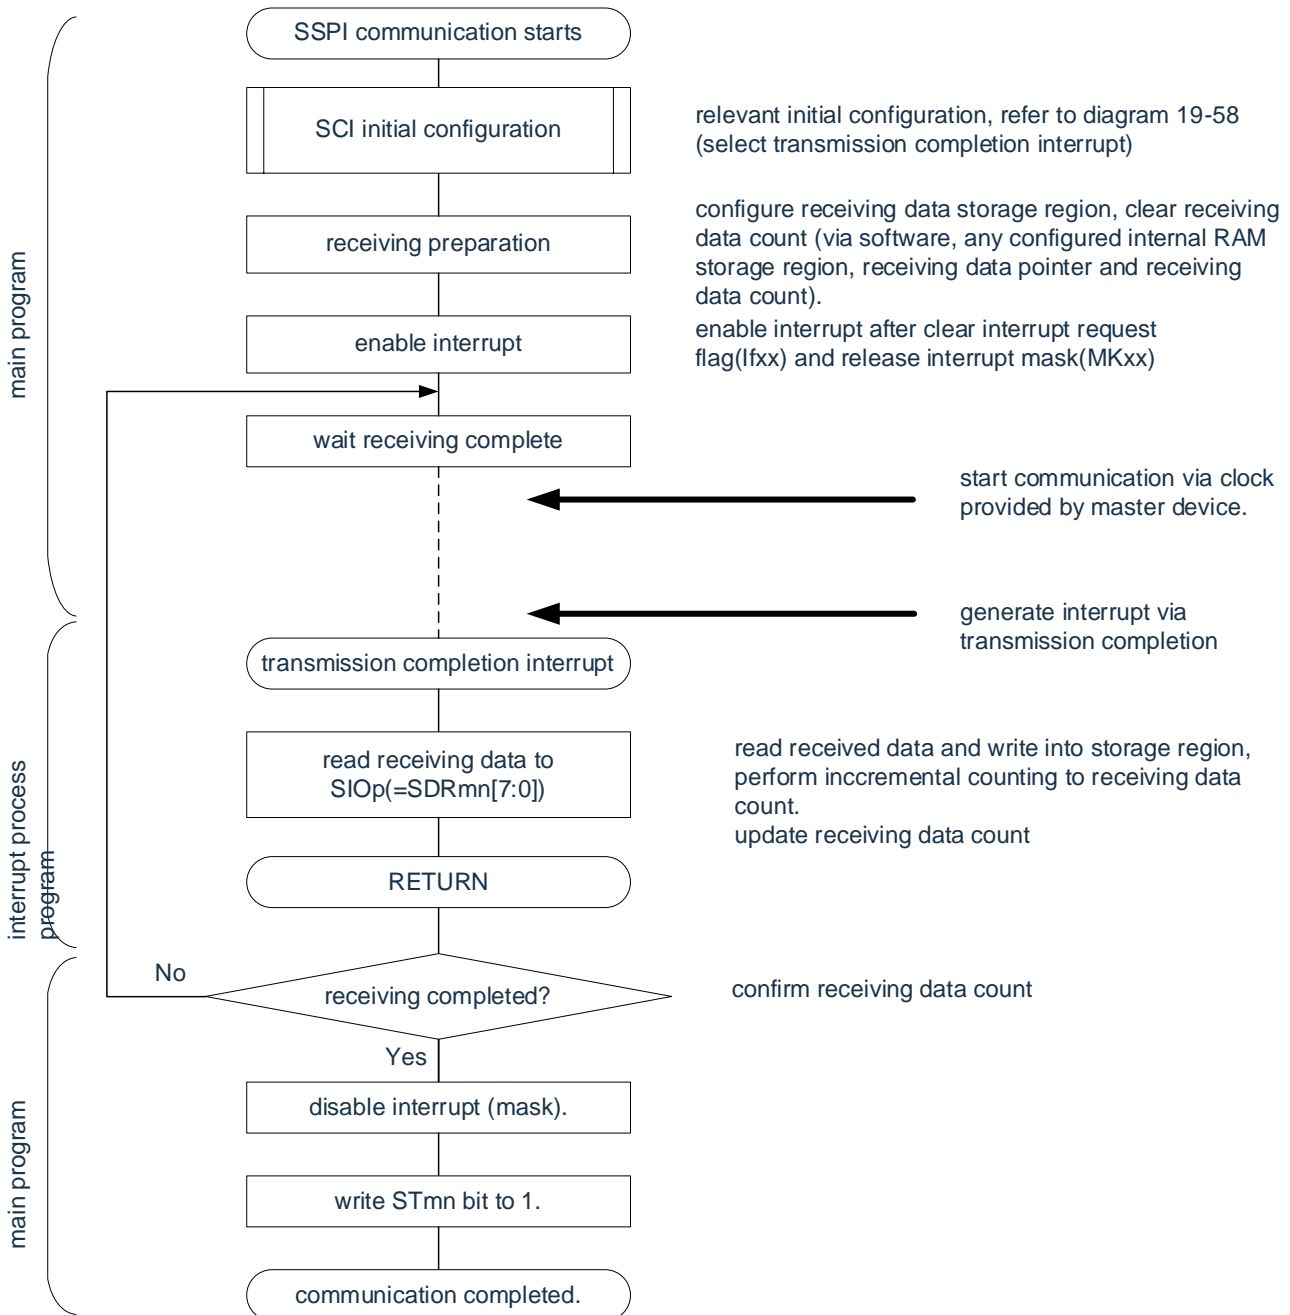 SSPI communication starts
SCI initial configuration
relevant initial configuration, refer to diagram 19-58
(select transmission completion interrupt)
receiving preparation
configure receiving data storage region, clear receiving
data count (via software, any configured internal RAM
storage region, receiving data pointer and receiving
data count).
main program
enable interrupt
enable interrupt after clear interrupt request
flag(Ifxx) and release interrupt mask(MKxx)
wait receiving complete
start communication via clock
provided by master device.
generate interrupt via
transmission completion
transmission completion interrupt
read receiving data to
SIOp(=SDRmn[7:0])
read received data and write into storage region,
perform inccremental counting to receiving data
count.
update receiving data count
interrupt process
program
RETURN
No
receiving completed?
confirm receiving data count
Yes
disable interrupt (mask).
main program
write STmn bit to 1.
communication completed.